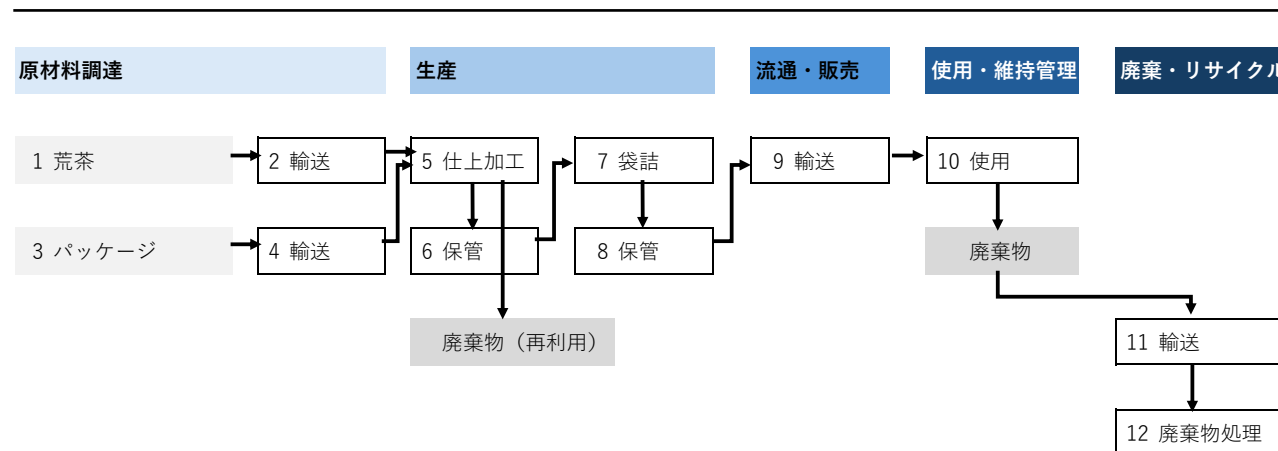 原材料調達
生産
流通・販売
使用・維持管理
廃棄・リサイクル
1 荒茶
2 輸送
5 仕上加工
7 袋詰
9 輸送
10 使用
3 パッケージ
4 輸送
6 保管
8 保管
廃棄物
廃棄物（再利用）
11 輸送
12 廃棄物処理